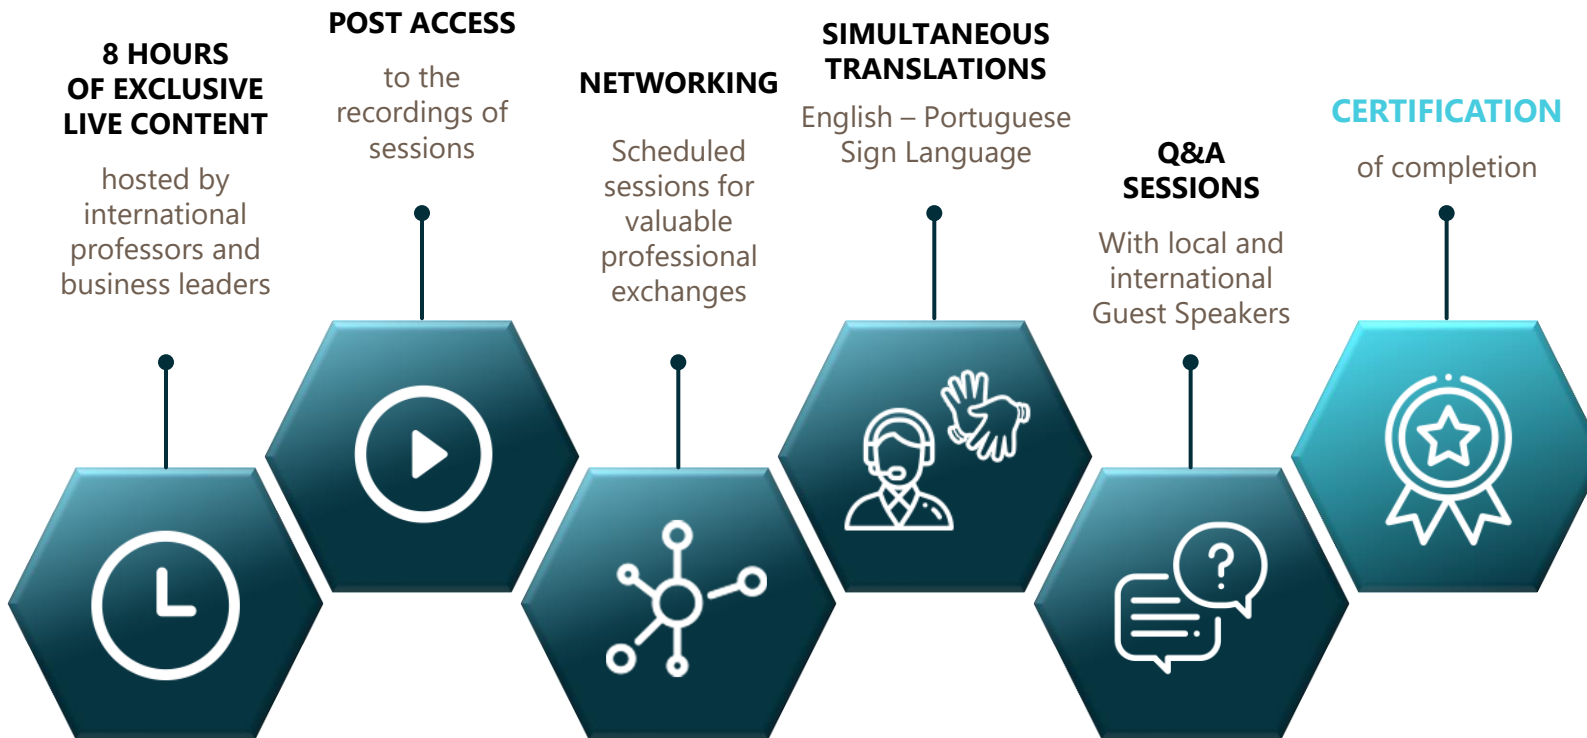 8 HOURS
OF EXCLUSIVE
LIVE CONTENT
hosted by
international
professors and
business leaders
POST ACCESS
to the
recordings of
sessions
NETWORKING
Scheduled
sessions for
valuable
professional
exchanges
SIMULTANEOUS
TRANSLATIONS
English – Portuguese
Sign Language
Q&A
SESSIONS
With local and
international
Guest Speakers
CERTIFICATION
of completion
?